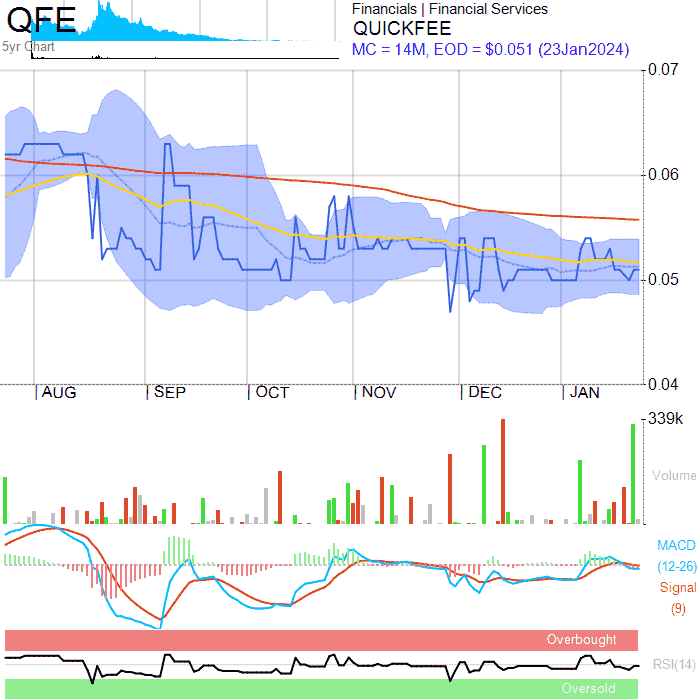 QFE
5yr Chart
Financials | Financial Services
QUICKFEE
MC = 14M, EOD = $0.051 (23Jan2024)
0.07
0.06
0.05
0.04
AUG SEP OCT NOV DEC JAN
339k
Volume
MACD
(12-26)
Signal
(9)
Overbought
RSI(14)
Oversold